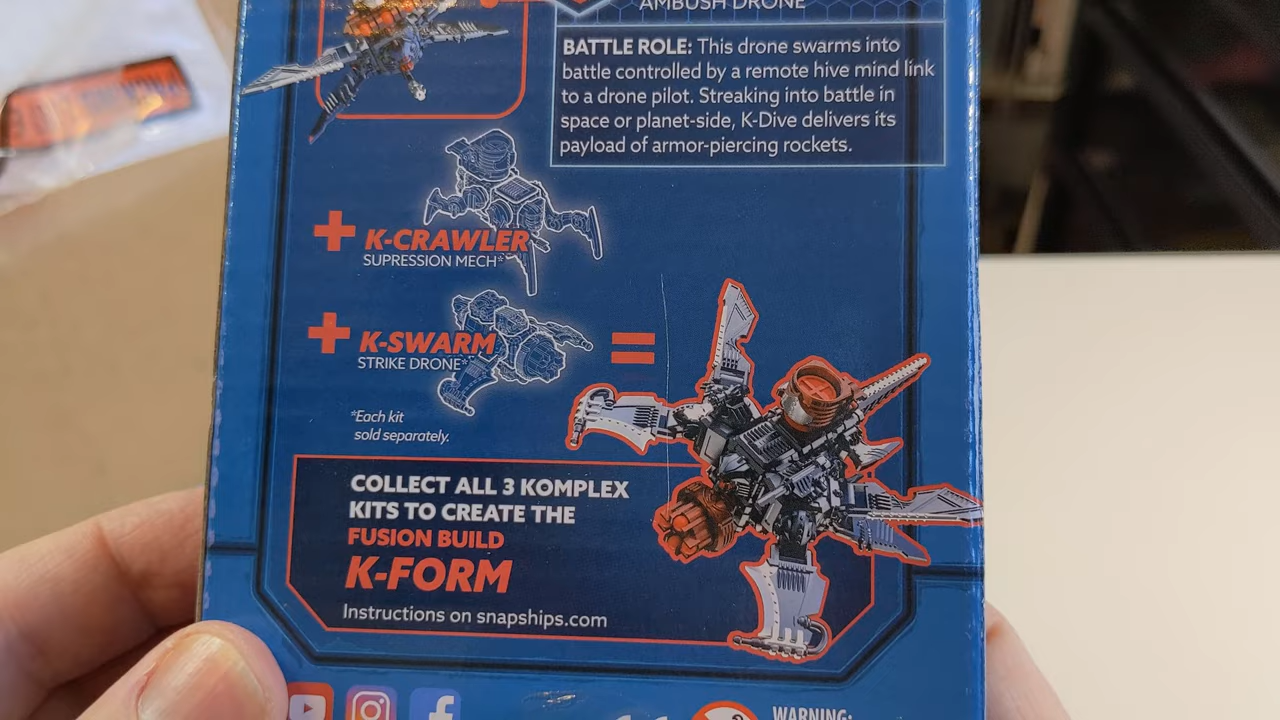 AMBUSH DRONE
BATTLE ROLE: This drone swarms into
battle controlled by a remote hive mind link
to a drone pilot. Streaking into battle in
space or planet-side, K-Dive delivers its
payload of armor-piercing rockets.
+ K-CRAWLER
SUPRESSION MECH*
+ K-SWARM
STRIKE DRONE*
=
*Each kit
sold separately.
COLLECT ALL 3 KOMPLEX
KITS TO CREATE THE
FUSION BUILD
K-FORM
Instructions on snapships.com
WARNING: